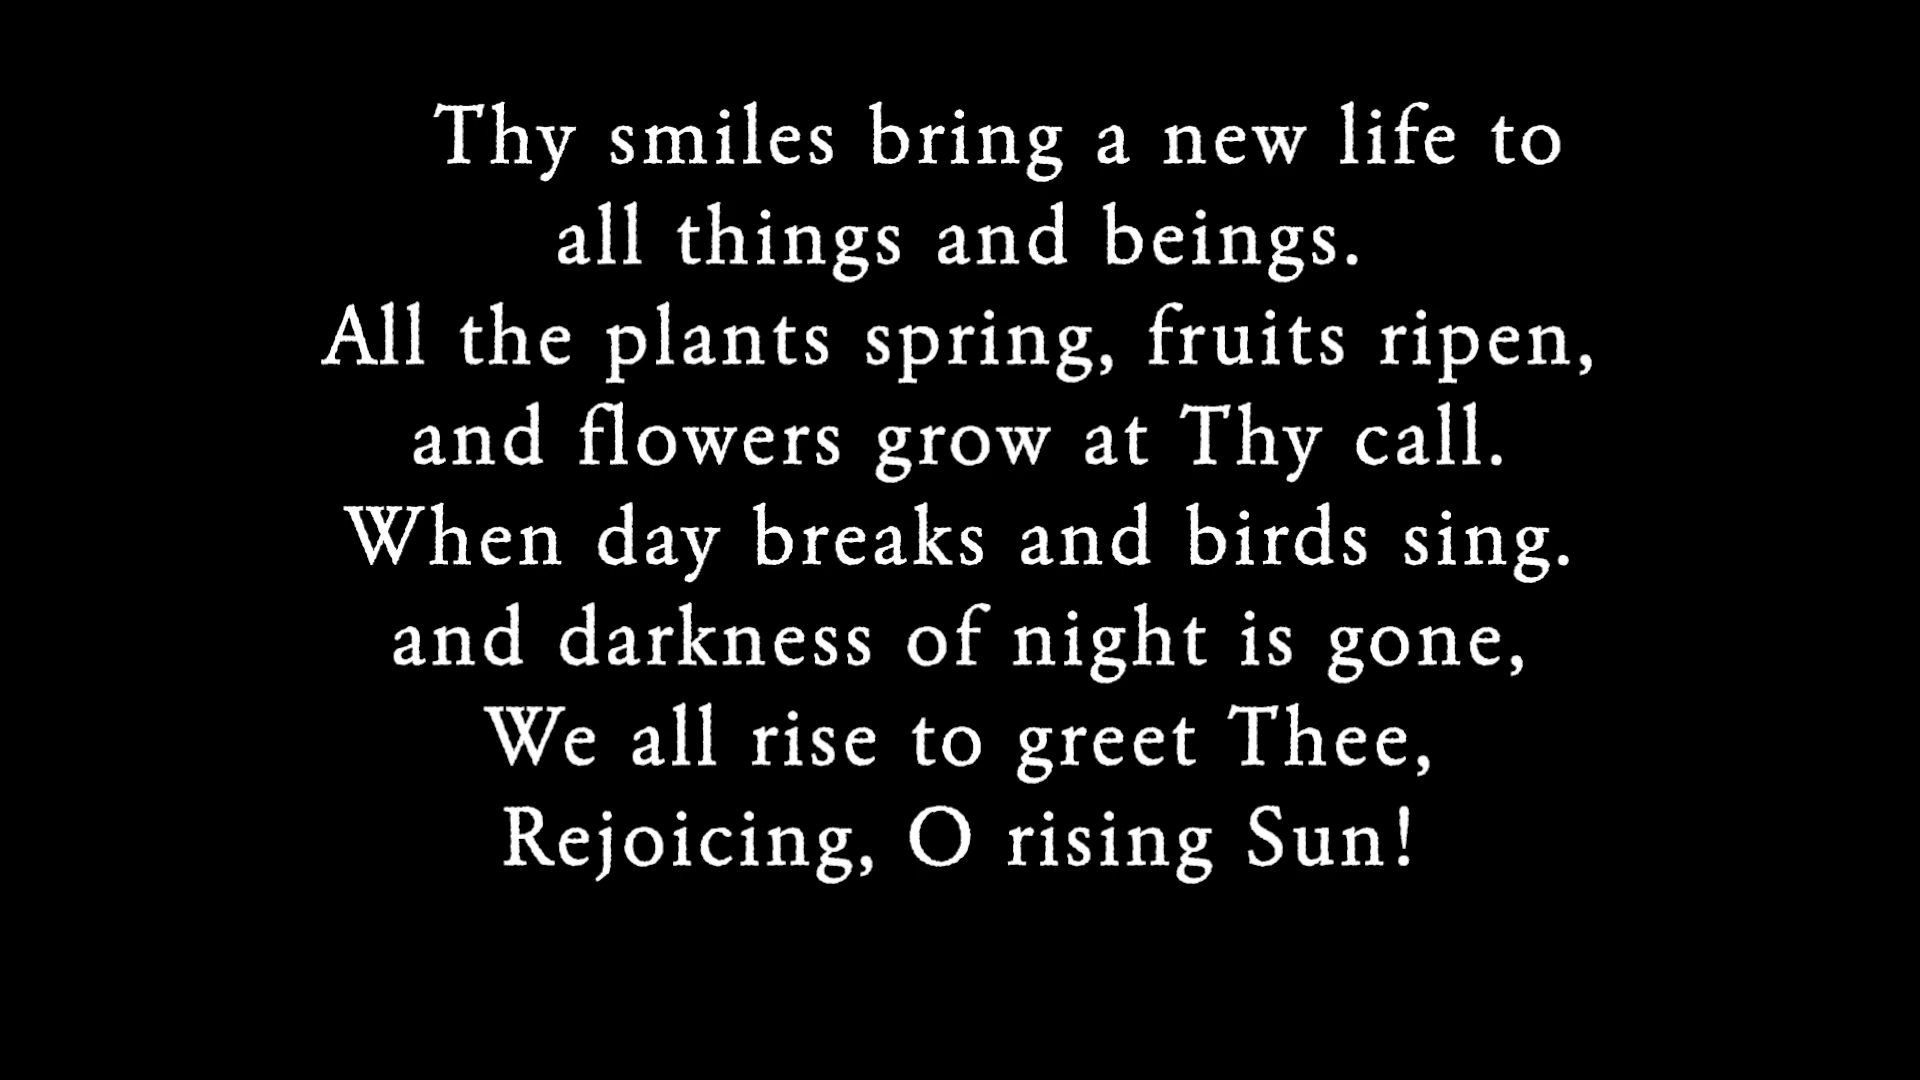 Thy smiles bring a new life to
all things and beings.
All the plants spring, fruits ripen,
and flowers grow at Thy call.
When day breaks and birds sing.
and darkness of night is gone,
We all rise to greet Thee,
Rejoicing, O rising Sun!